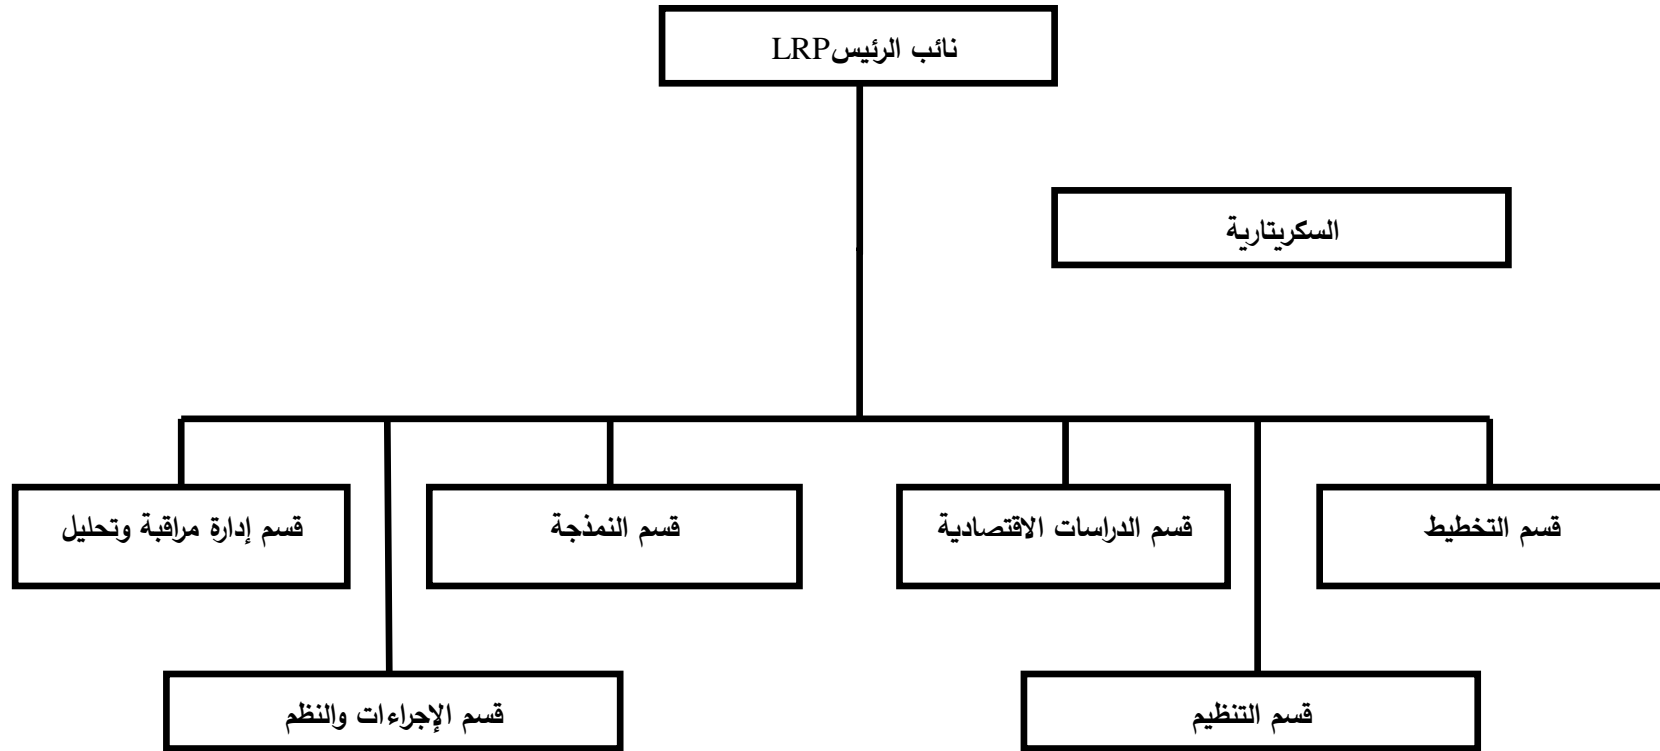 نائب الرئيسLRP
السكريتارية
قسم التخطيط
قسم الدراسات الاقتصادية
قسم النمذجة
قسم إدارة مراقبة وتحليل
قسم التنظيم
قسم الإجراءات والنظم